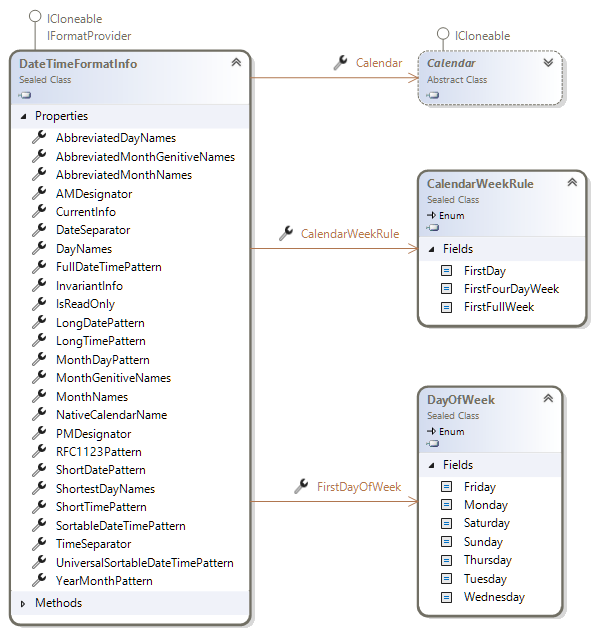 ICloneable
IFormatProvider
DateTimeFormatInfo
Sealed Class
Properties
AbbreviatedDayNames
AbbreviatedMonthGenitiveNames
AbbreviatedMonthNames
AMDesignator
CurrentInfo
DateSeparator
DayNames
FullDateTimePattern
InvariantInfo
IsReadOnly
LongDatePattern
LongTimePattern
MonthDayPattern
MonthGenitiveNames
MonthNames
NativeCalendarName
PMDesignator
RFC1123Pattern
ShortDatePattern
ShortestDayNames
ShortTimePattern
SortableDateTimePattern
TimeSeparator
UniversalSortableDateTimePattern
YearMonthPattern
Methods
Calendar
ICloneable
Calendar
Abstract Class
CalendarWeekRule
CalendarWeekRule
Sealed Class
Enum
Fields
FirstDay
FirstFourDayWeek
FirstFullWeek
FirstDayOfWeek
DayOfWeek
Sealed Class
Enum
Fields
Friday
Monday
Saturday
Sunday
Thursday
Tuesday
Wednesday